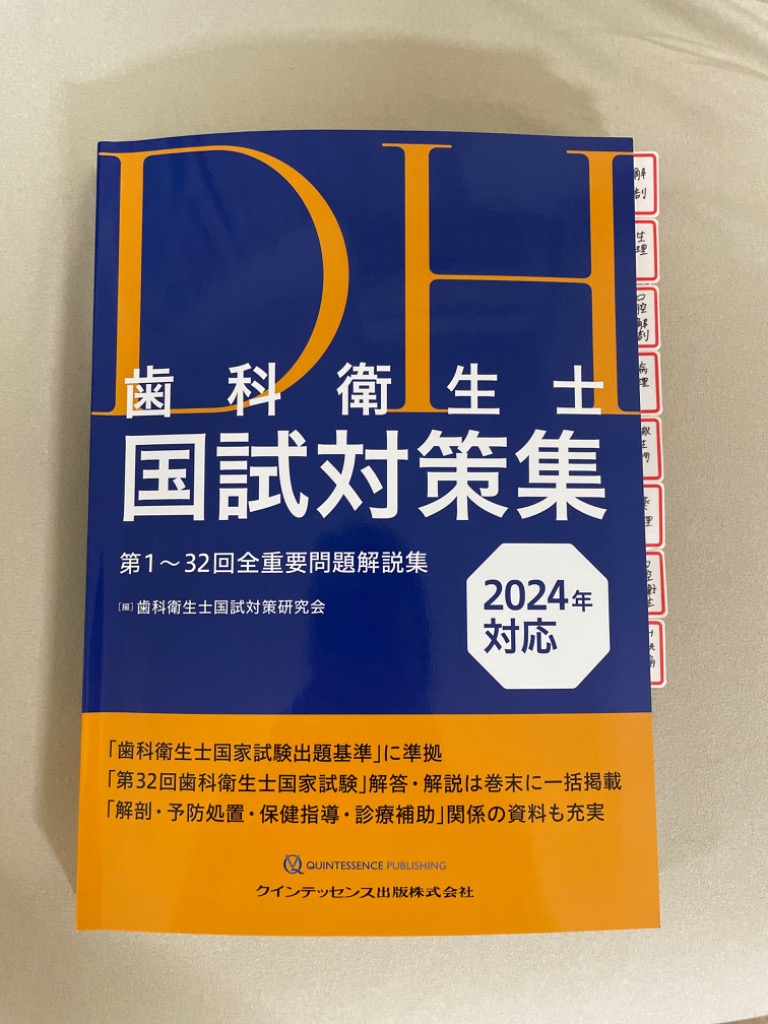 DH
歯科衛生士
国試対策集
第1〜32回全重要問題解説集
[編]歯科衛生士国試対策研究会
2024年
対応
「歯科衛生士国家試験出題基準」に準拠
「第32回歯科衛生士国家試験」解答・解説は巻末に一括掲載
「解剖・予防処置・保健指導・診療補助」関係の資料も充実
QUINTESSENCE PUBLISHING
クインテッセンス出版株式会社
解剖
生理
口腔解剖
病理